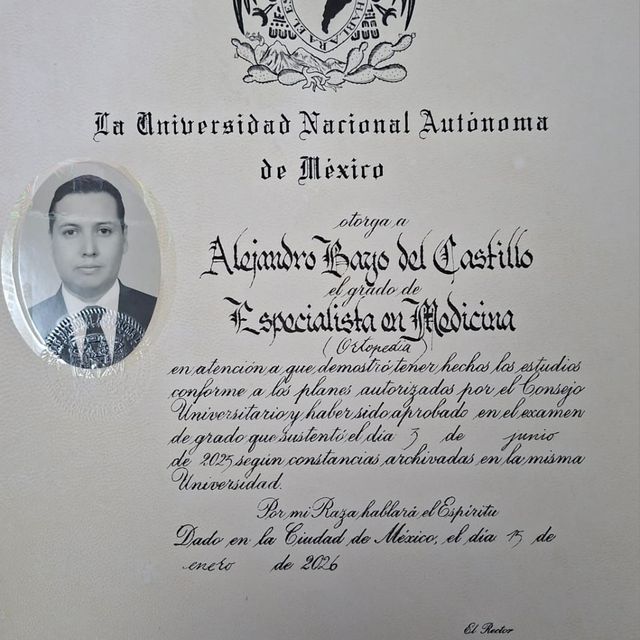 HABLARA EL ES
La Universidad Nacional Autónoma
de México
otorga a
Alejandro Bayo del Castillo
el grado de
Especialista en Medicina
(Ortopedia)
en atención a que demostró tener hechos los estudios
conforme a los planes autorizados por el Consejo
Universitario y haber sido aprobado en el examen
de grado que sustentó el día 3 de junio
de 2025 según constancias archivadas en la misma
Universidad.
Por mi Raza hablará el Espíritu
Dado en la Ciudad de México, el día 15 de
enero de 2026
El Rector